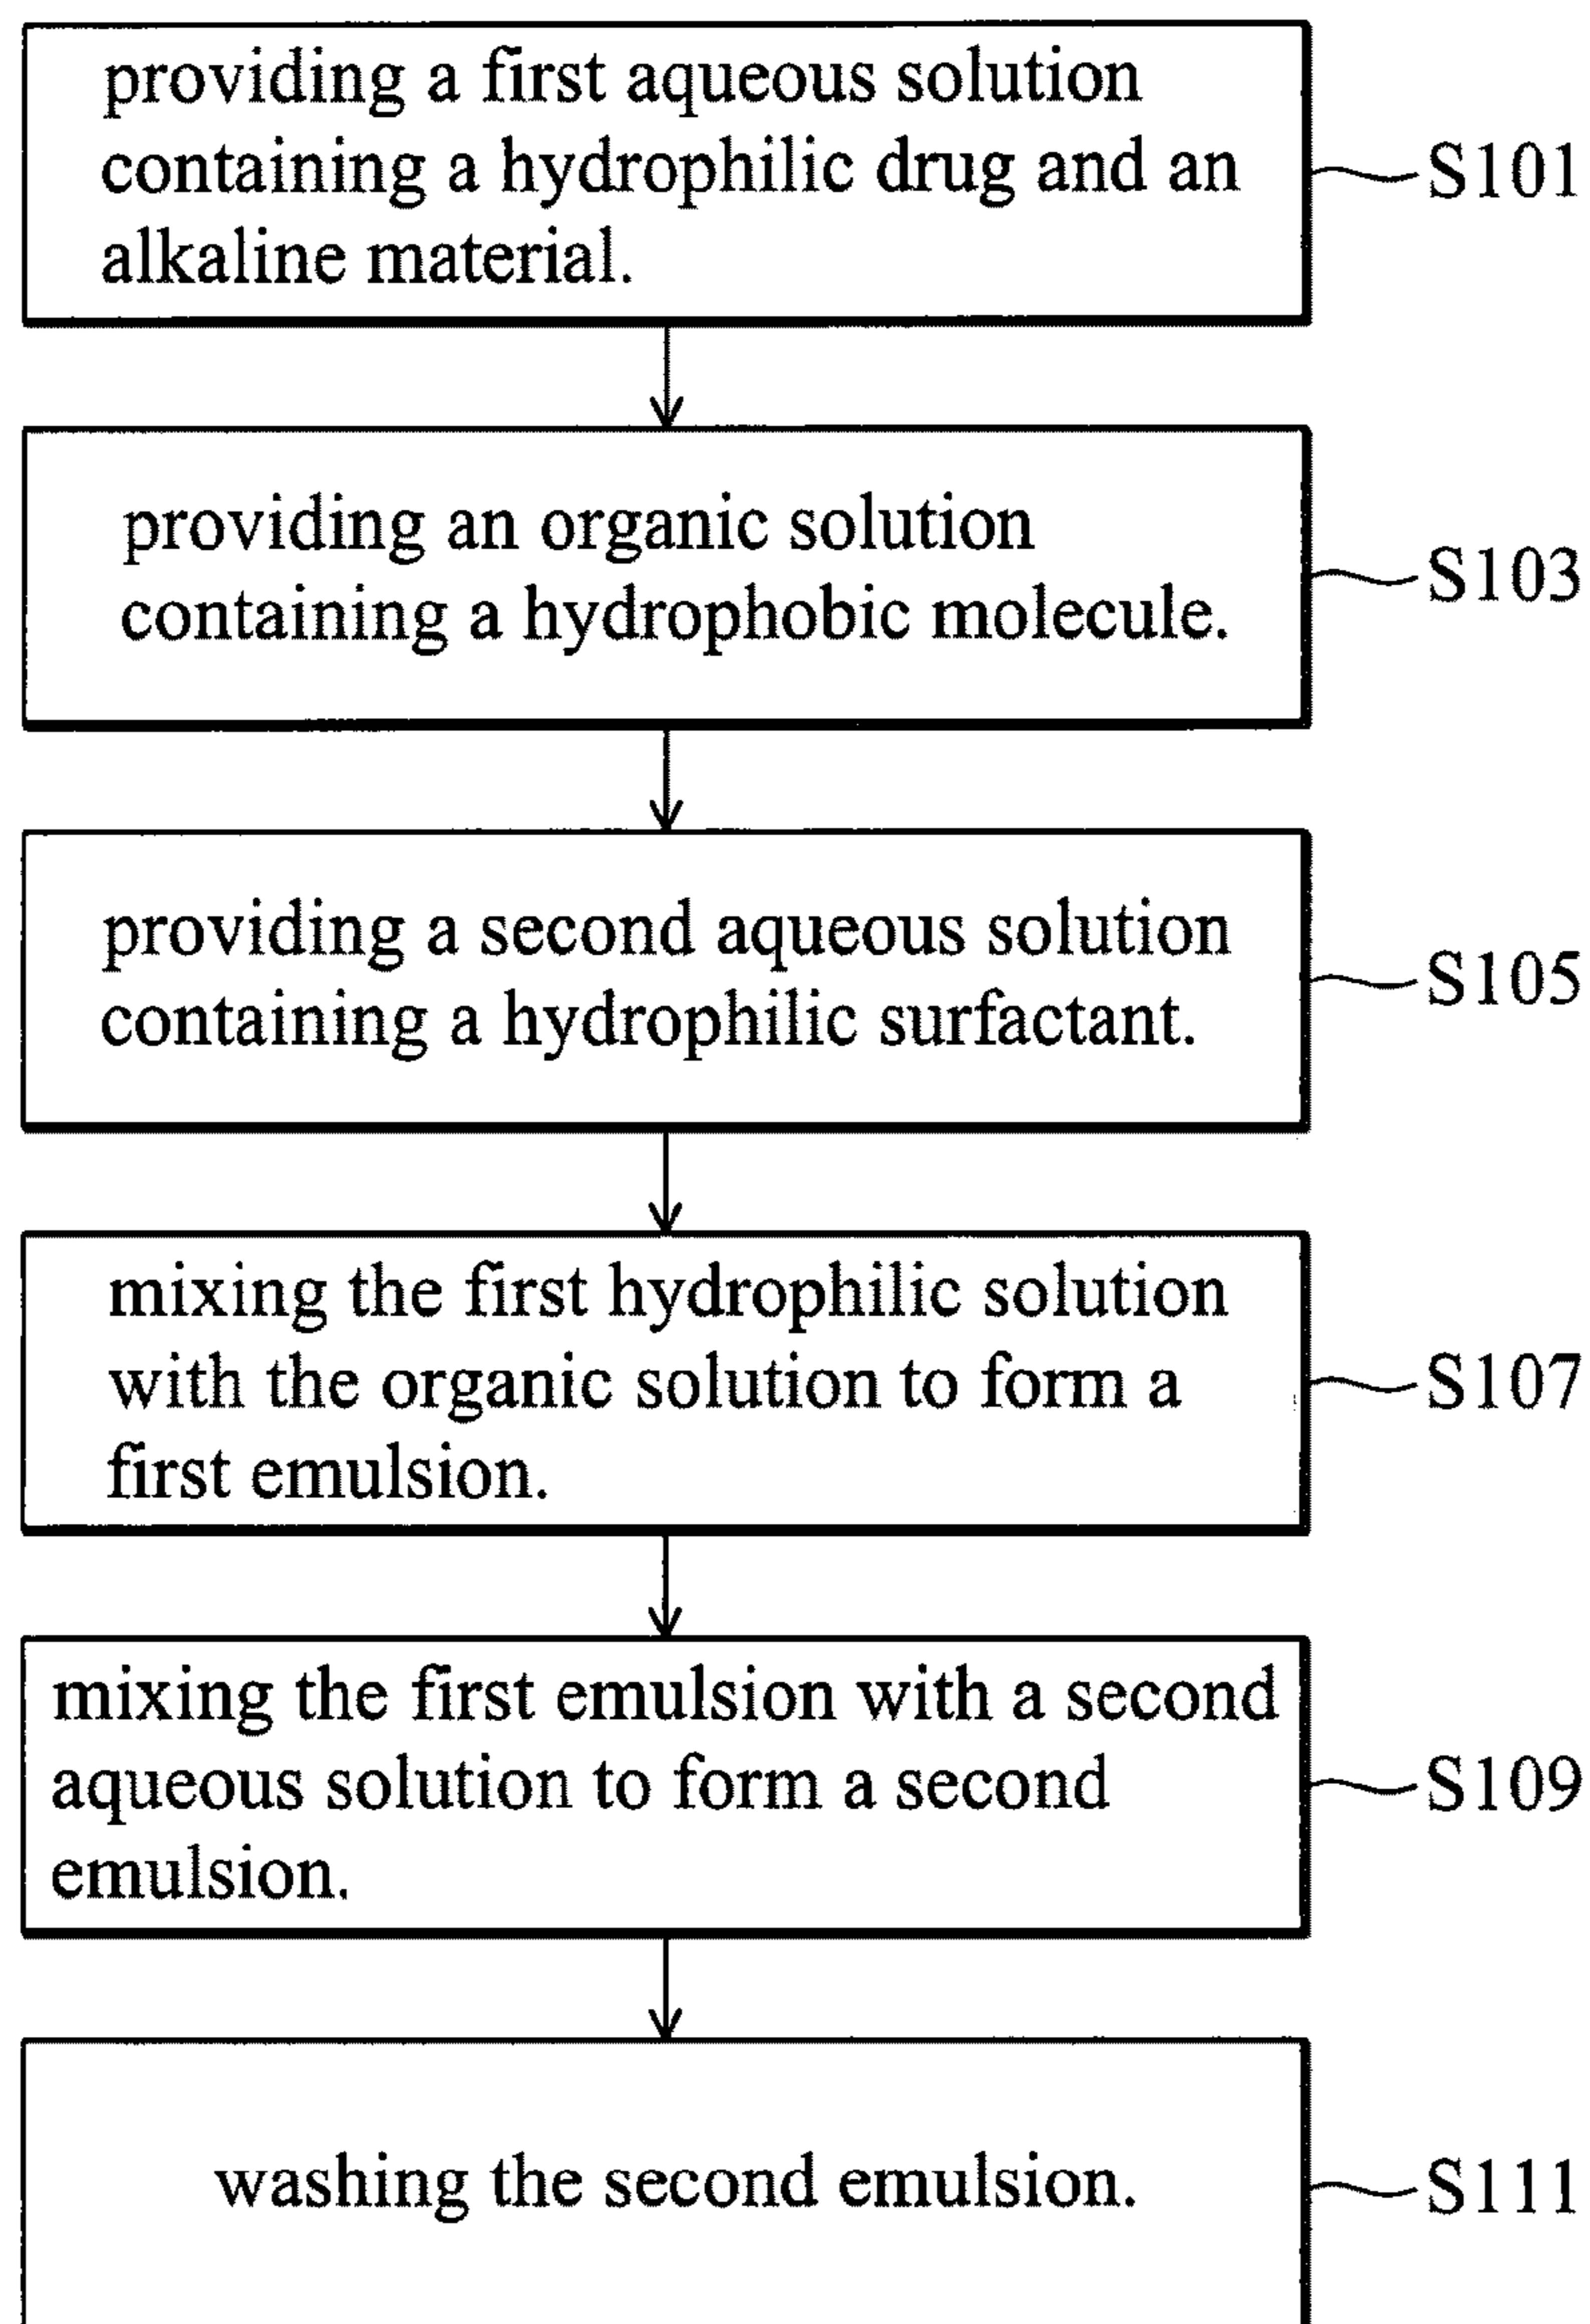 providing a first aqueous solution
containing a hydrophilic drug and an
alkaline material.
S101
providing an organic solution
containing a hydrophobic molecule.
S103
providing a second aqueous solution
containing a hydrophilic surfactant.
S105
mixing the first hydrophilic solution
with the organic solution to form a
first emulsion.
S107
mixing the first emulsion with a second
aqueous solution to form a second
emulsion.
S109
washing the second emulsion.
S111